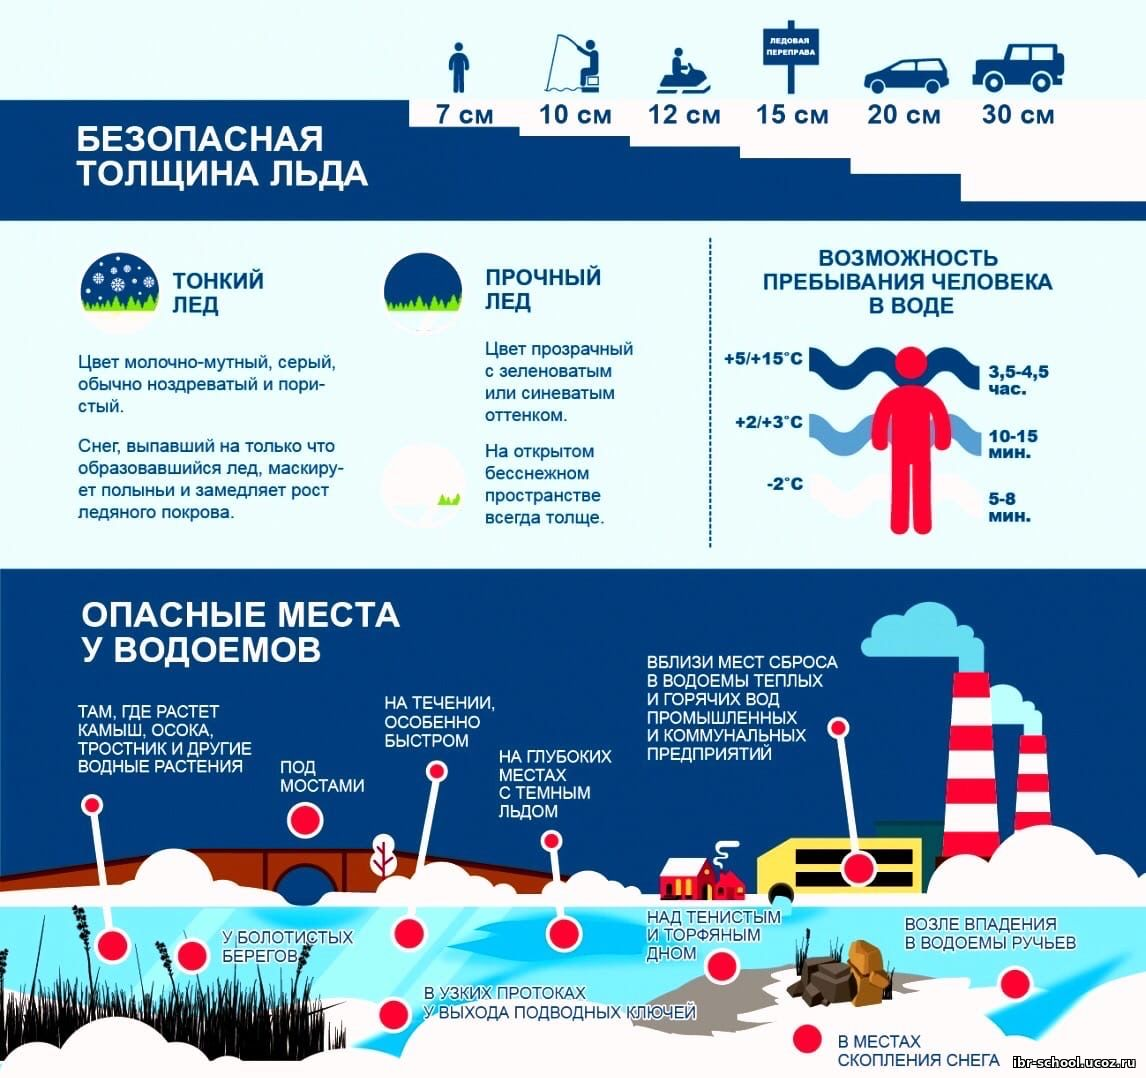 ЛЕДОВАЯ
ПЕРЕПРАВА
7 см
10 см
12 см
15 см
20 см
30 см
БЕЗОПАСНАЯ
ТОЛЩИНА ЛЬДА
ТОНКИЙ
ЛЕД
Цвет молочно-мутный, серый,
обычно ноздреватый и пори-
стый.
Снег, выпавший на только что
образовавшийся лед, маскиру-
ет полыньи и замедляет рост
ледяного покрова.
ПРОЧНЫЙ
ЛЕД
Цвет прозрачный
с зеленоватым
или синеватым
оттенком.
На открытом
бесснежном
пространстве
всегда толще.
ВОЗМОЖНОСТЬ
ПРЕБЫВАНИЯ ЧЕЛОВЕКА
В ВОДЕ
+5/+15°С
3,5-4,5
час.
+2/+3°С
10-15
мин.
-2°С
5-8
мин.
ОПАСНЫЕ МЕСТА
У ВОДОЕМОВ
ТАМ, ГДЕ РАСТЕТ
КАМЫШ, ОСОКА,
ТРОСТНИК И ДРУГИЕ
ВОДНЫЕ РАСТЕНИЯ
ПОД
МОСТАМИ
НА ТЕЧЕНИИ,
ОСОБЕННО
БЫСТРОМ
НА ГЛУБОКИХ
МЕСТАХ
С ТЕМНЫМ
ЛЬДОМ
ВБЛИЗИ МЕСТ СБРОСА
В ВОДОЕМЫ ТЕПЛЫХ
И ГОРЯЧИХ ВОД
ПРОМЫШЛЕННЫХ
И КОММУНАЛЬНЫХ
ПРЕДПРИЯТИЙ
У БОЛОТИСТЫХ
БЕРЕГОВ
В УЗКИХ ПРОТОКАХ
У ВЫХОДА ПОДВОДНЫХ КЛЮЧЕЙ
НАД ТЕНИСТЫМ
И ТОРФЯНЫМ
ДНОМ
ВОЗЛЕ ВПАДЕНИЯ
В ВОДОЕМЫ РУЧЬЕВ
В МЕСТАХ
СКОПЛЕНИЯ СНЕГА
ibr-school.ucoz.ru